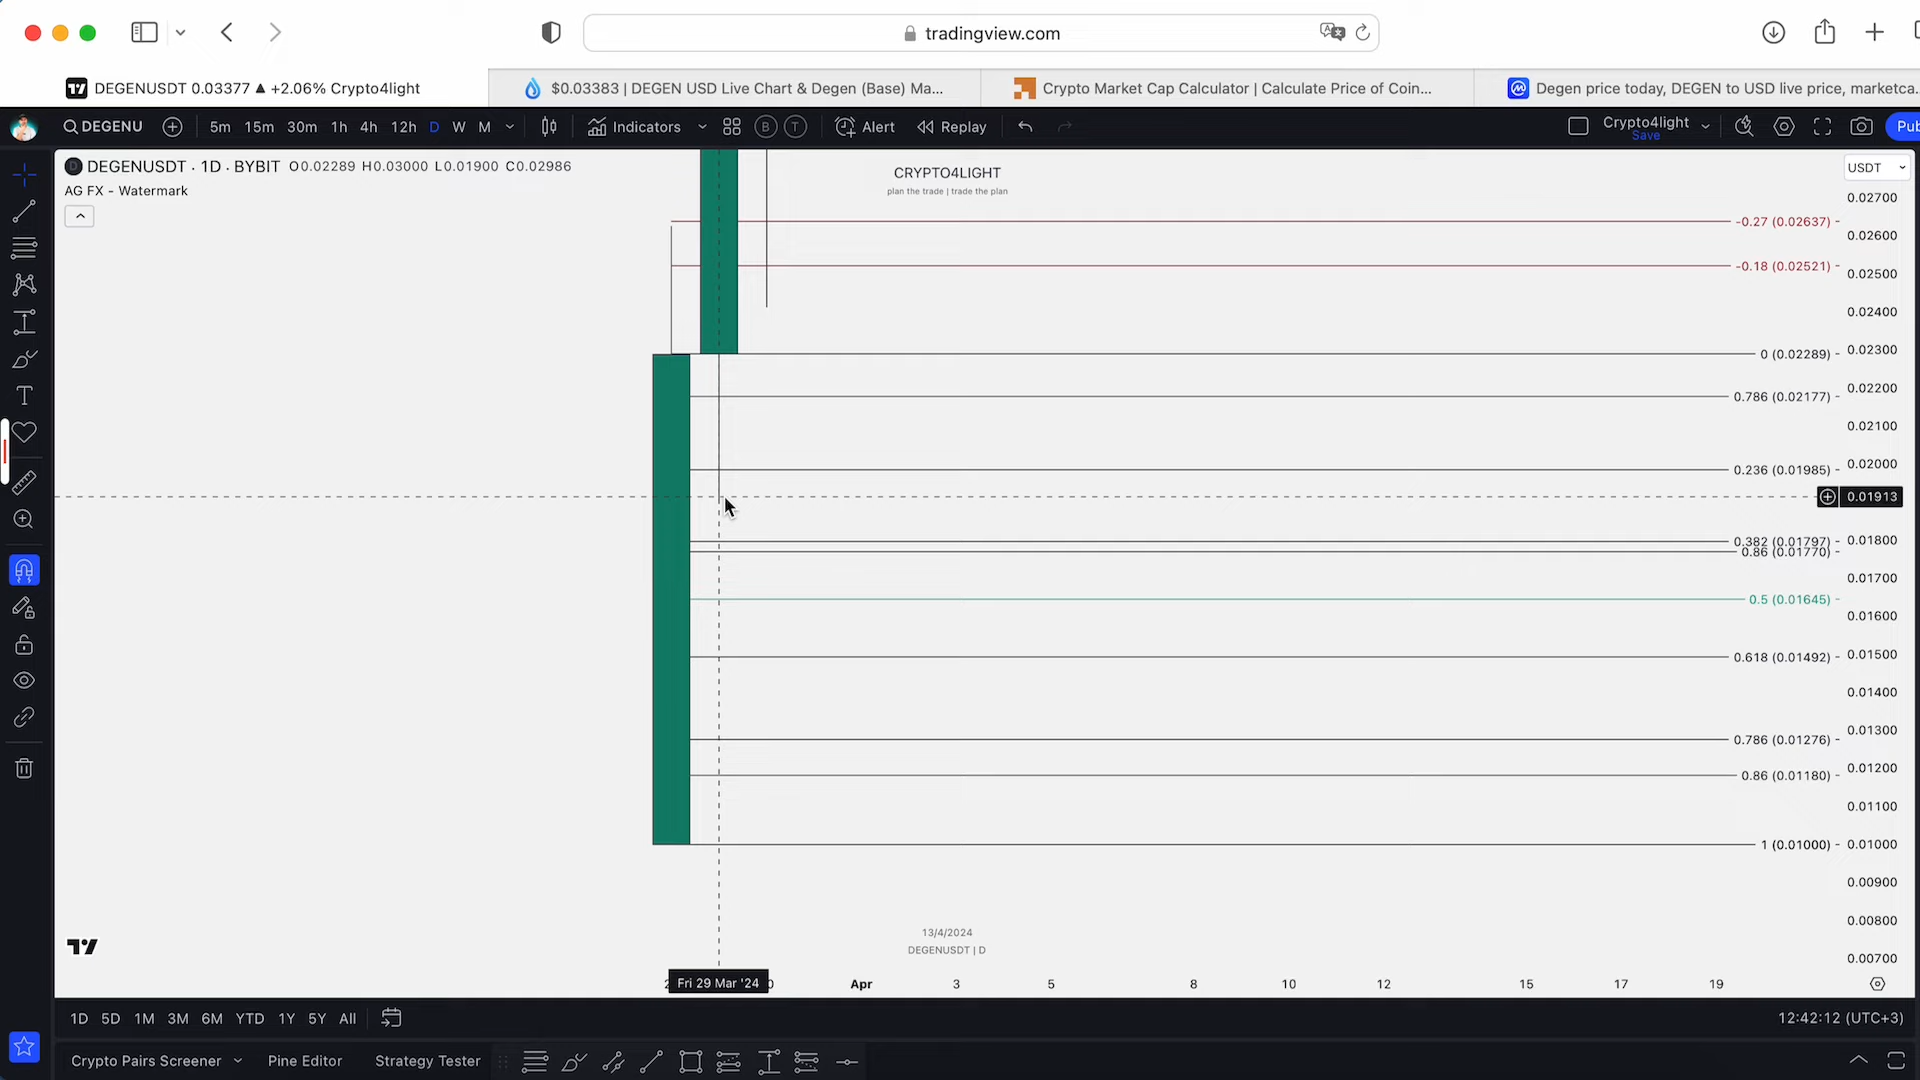 tradingview.com
DEGENUSDT 0.03377 ▲ +2.06% Crypto4light
$0.03383 | DEGEN USD Live Chart & Degen (Base) Ma...
Crypto Market Cap Calculator | Calculate Price of Coin...
Degen price today, DEGEN to USD live price, marketca...
DEGENU
5m 15m 30m 1h 4h 12h D W M
Indicators
B T
Alert
Replay
Crypto4light
Save
Pub
DEGENUSDT · 1D · BYBIT O0.02289 H0.03000 L0.01900 C0.02986
AG FX - Watermark
CRYPTO4LIGHT
plan the trade | trade the plan
USDT
0.02700
-0.27 (0.02637)
0.02600
-0.18 (0.02521)
0.02500
0.02400
0 (0.02289)
0.02300
0.02200
0.786 (0.02177)
0.02100
0.02000
0.236 (0.01985)
0.01913
0.382 (0.01797)
0.01800
0.86 (0.01770)
0.01700
0.5 (0.01645)
0.01600
0.618 (0.01492)
0.01500
0.01400
0.01300
0.786 (0.01276)
0.01200
0.86 (0.01180)
0.01100
1 (0.01000)
0.01000
0.00900
0.00800
0.00700
13/4/2024
DEGENUSDT | D
Fri 29 Mar '24
Apr 3 5 8 10 12 15 17 19
1D 5D 1M 3M 6M YTD 1Y 5Y All
12:42:12 (UTC+3)
Crypto Pairs Screener
Pine Editor
Strategy Tester